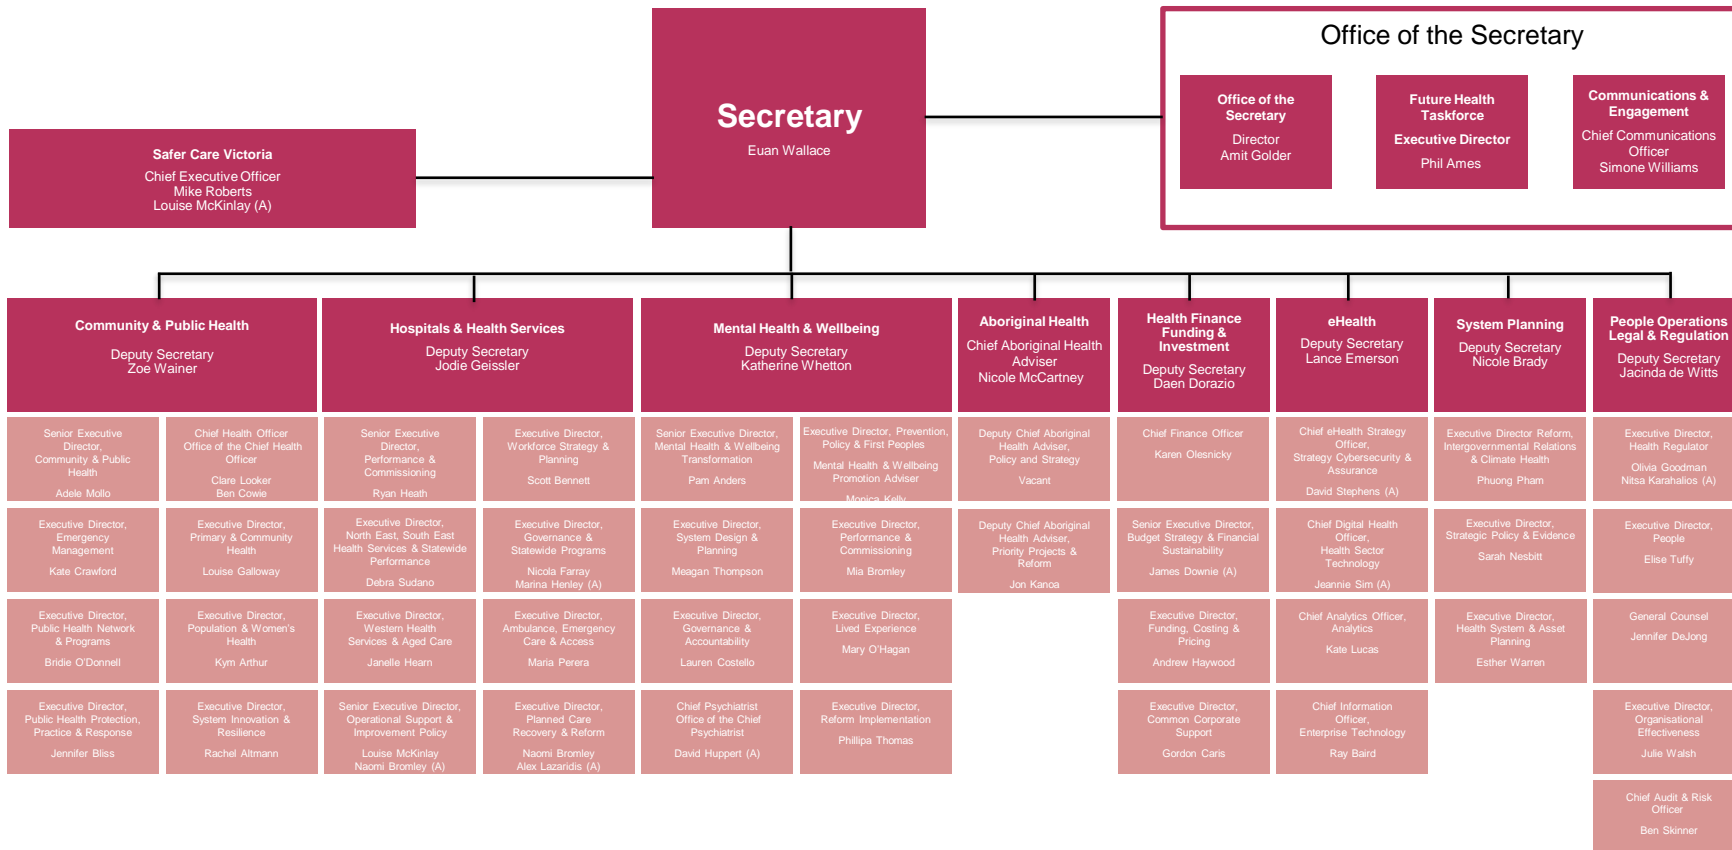 Office of the Secretary
Office of the
Secretary
Director
Amit Golder
Future Health
Taskforce
Executive Director
Phil Ames
Communications &
Engagement
Chief Communications
Officer
Simone Williams
Secretary
Euan Wallace
Safer Care Victoria
Chief Executive Officer
Mike Roberts
Louise McKinlay (A)
Community & Public Health
Deputy Secretary
Zoe Wainer
Hospitals & Health Services
Deputy Secretary
Jodie Geissler
Mental Health & Wellbeing
Deputy Secretary
Katherine Whetton
Aboriginal Health
Chief Aboriginal Health
Adviser
Nicole McCartney
Health Finance
Funding &
Investment
Deputy Secretary
Daen Dorazio
eHealth
Deputy Secretary
Lance Emerson
System Planning
Deputy Secretary
Nicole Brady
People Operations
Legal & Regulation
Deputy Secretary
Jacinda de Witts
Senior Executive
Director,
Community & Public
Health
Adele Mollo
Chief Health Officer
Office of the Chief Health
Officer
Clare Looker
Ben Cowie
Senior Executive
Director,
Performance &
Commissioning
Ryan Heath
Executive Director,
Workforce Strategy &
Planning
Scott Bennett
Senior Executive Director,
Mental Health & Wellbeing
Transformation
Pam Anders
Executive Director, Prevention,
Policy & First Peoples
Mental Health & Wellbeing
Promotion Adviser
Monica Kelly
Deputy Chief Aboriginal
Health Adviser,
Policy and Strategy
Vacant
Chief Finance Officer
Karen Olesnicky
Chief eHealth Strategy
Officer,
Strategy Cybersecurity &
Assurance
David Stephens (A)
Executive Director Reform,
Intergovernmental Relations
& Climate Health
Phuong Pham
Executive Director,
Health Regulator
Olivia Goodman
Nitsa Karahalios (A)
Executive Director,
Emergency
Management
Kate Crawford
Executive Director,
Primary & Community
Health
Louise Galloway
Executive Director,
North East, South East
Health Services & Statewide
Performance
Debra Sudano
Executive Director,
Governance &
Statewide Programs
Nicola Farray
Marina Henley (A)
Executive Director,
System Design &
Planning
Meagan Thompson
Executive Director,
Performance &
Commissioning
Mia Bromley
Deputy Chief Aboriginal
Health Adviser,
Priority Projects &
Reform
Jon Kanoa
Senior Executive Director,
Budget Strategy & Financial
Sustainability
James Downie (A)
Chief Digital Health
Officer,
Health Sector
Technology
Jeannie Sim (A)
Executive Director,
Strategic Policy & Evidence
Sarah Nesbitt
Executive Director,
People
Elise Tuffy
Executive Director,
Public Health Network
& Programs
Bridie O'Donnell
Executive Director,
Population & Women's
Health
Kym Arthur
Executive Director,
Western Health
Services & Aged Care
Janelle Hearn
Executive Director,
Ambulance, Emergency
Care & Access
Maria Perera
Executive Director,
Governance &
Accountability
Lauren Costello
Executive Director,
Lived Experience
Mary O'Hagan
Executive Director,
Funding, Costing &
Pricing
Andrew Haywood
Chief Analytics Officer,
Analytics
Kate Lucas
Executive Director,
Health System & Asset
Planning
Esther Warren
General Counsel
Jennifer DeJong
Executive Director,
Public Health Protection,
Practice & Response
Jennifer Bliss
Executive Director,
System Innovation &
Resilience
Rachel Altmann
Senior Executive Director,
Operational Support &
Improvement Policy
Louise McKinlay
Naomi Bromley (A)
Executive Director,
Planned Care
Recovery & Reform
Naomi Bromley
Alex Lazaridis (A)
Chief Psychiatrist
Office of the Chief
Psychiatrist
David Huppert (A)
Executive Director,
Reform Implementation
Phillipa Thomas
Executive Director,
Common Corporate
Support
Gordon Caris
Chief Information
Officer,
Enterprise Technology
Ray Baird
Executive Director,
Organisational
Effectiveness
Julie Walsh
Chief Audit & Risk
Officer
Ben Skinner